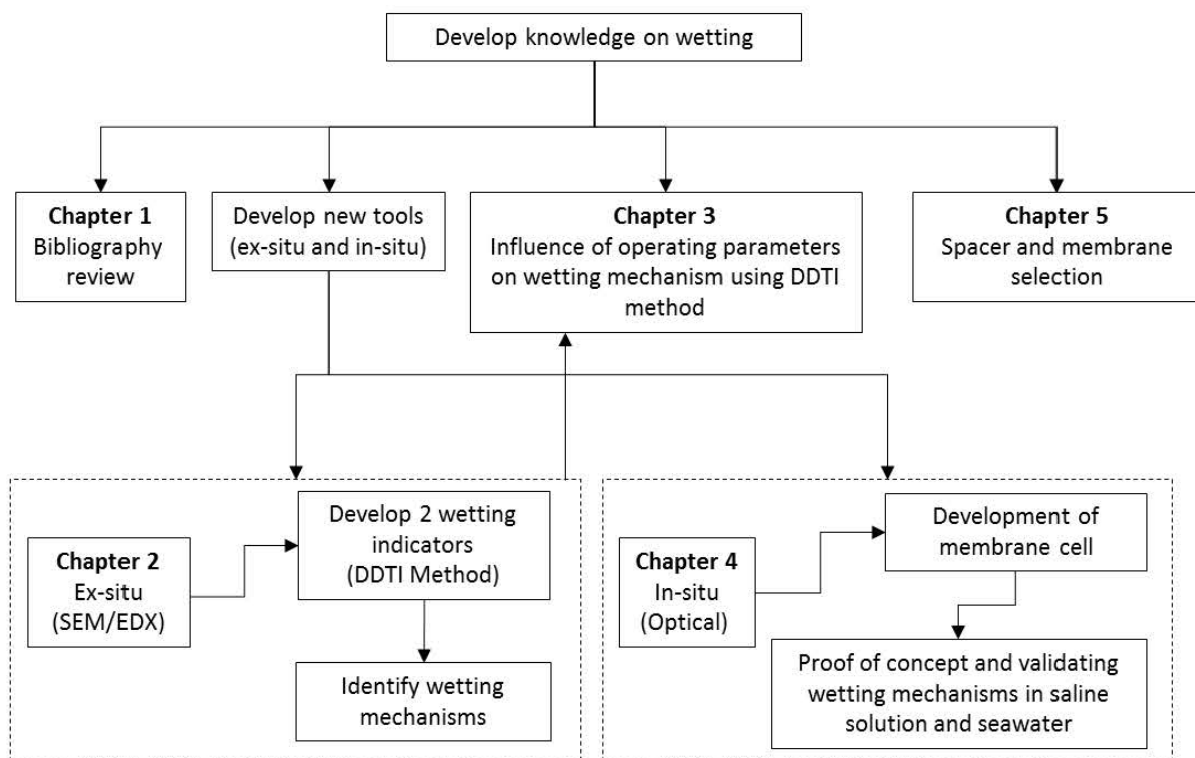 Develop knowledge on wetting
Chapter 1
Bibliography
review
Develop new tools
(ex-situ and in-situ)
Chapter 3
Influence of operating parameters
on wetting mechanism using DDTI
method
Chapter 5
Spacer and membrane
selection
Chapter 2
Ex-situ
(SEM/EDX)
Develop 2 wetting
indicators
(DDTI Method)
Identify wetting
mechanisms
Chapter 4
In-situ
(Optical)
Development of
membrane cell
Proof of concept and validating
wetting mechanisms in saline
solution and seawater